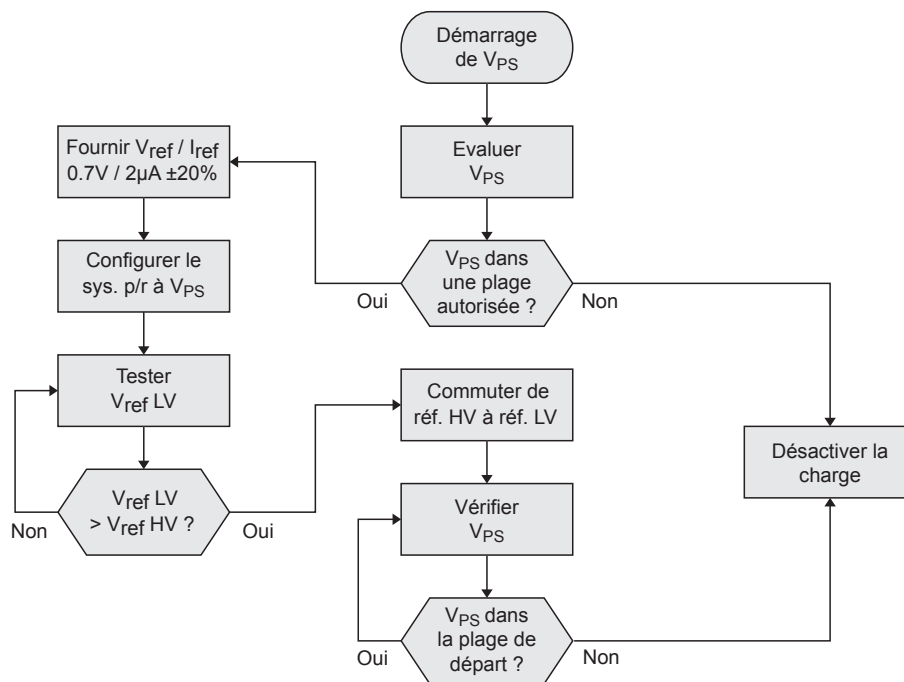 Démarrage
de VPS
Evaluer
VPS
VPS dans
une plage
autorisée ?
Oui
Non
Fournir Vref / Iref
0.7V / 2µA ±20%
Configurer le
sys. p/r à VPS
Tester
Vref LV
Vref LV
> Vref HV ?
Non
Oui
Commuter de
réf. HV à réf. LV
Vérifier
VPS
VPS dans
la plage de
départ ?
Oui
Non
Désactiver la
charge